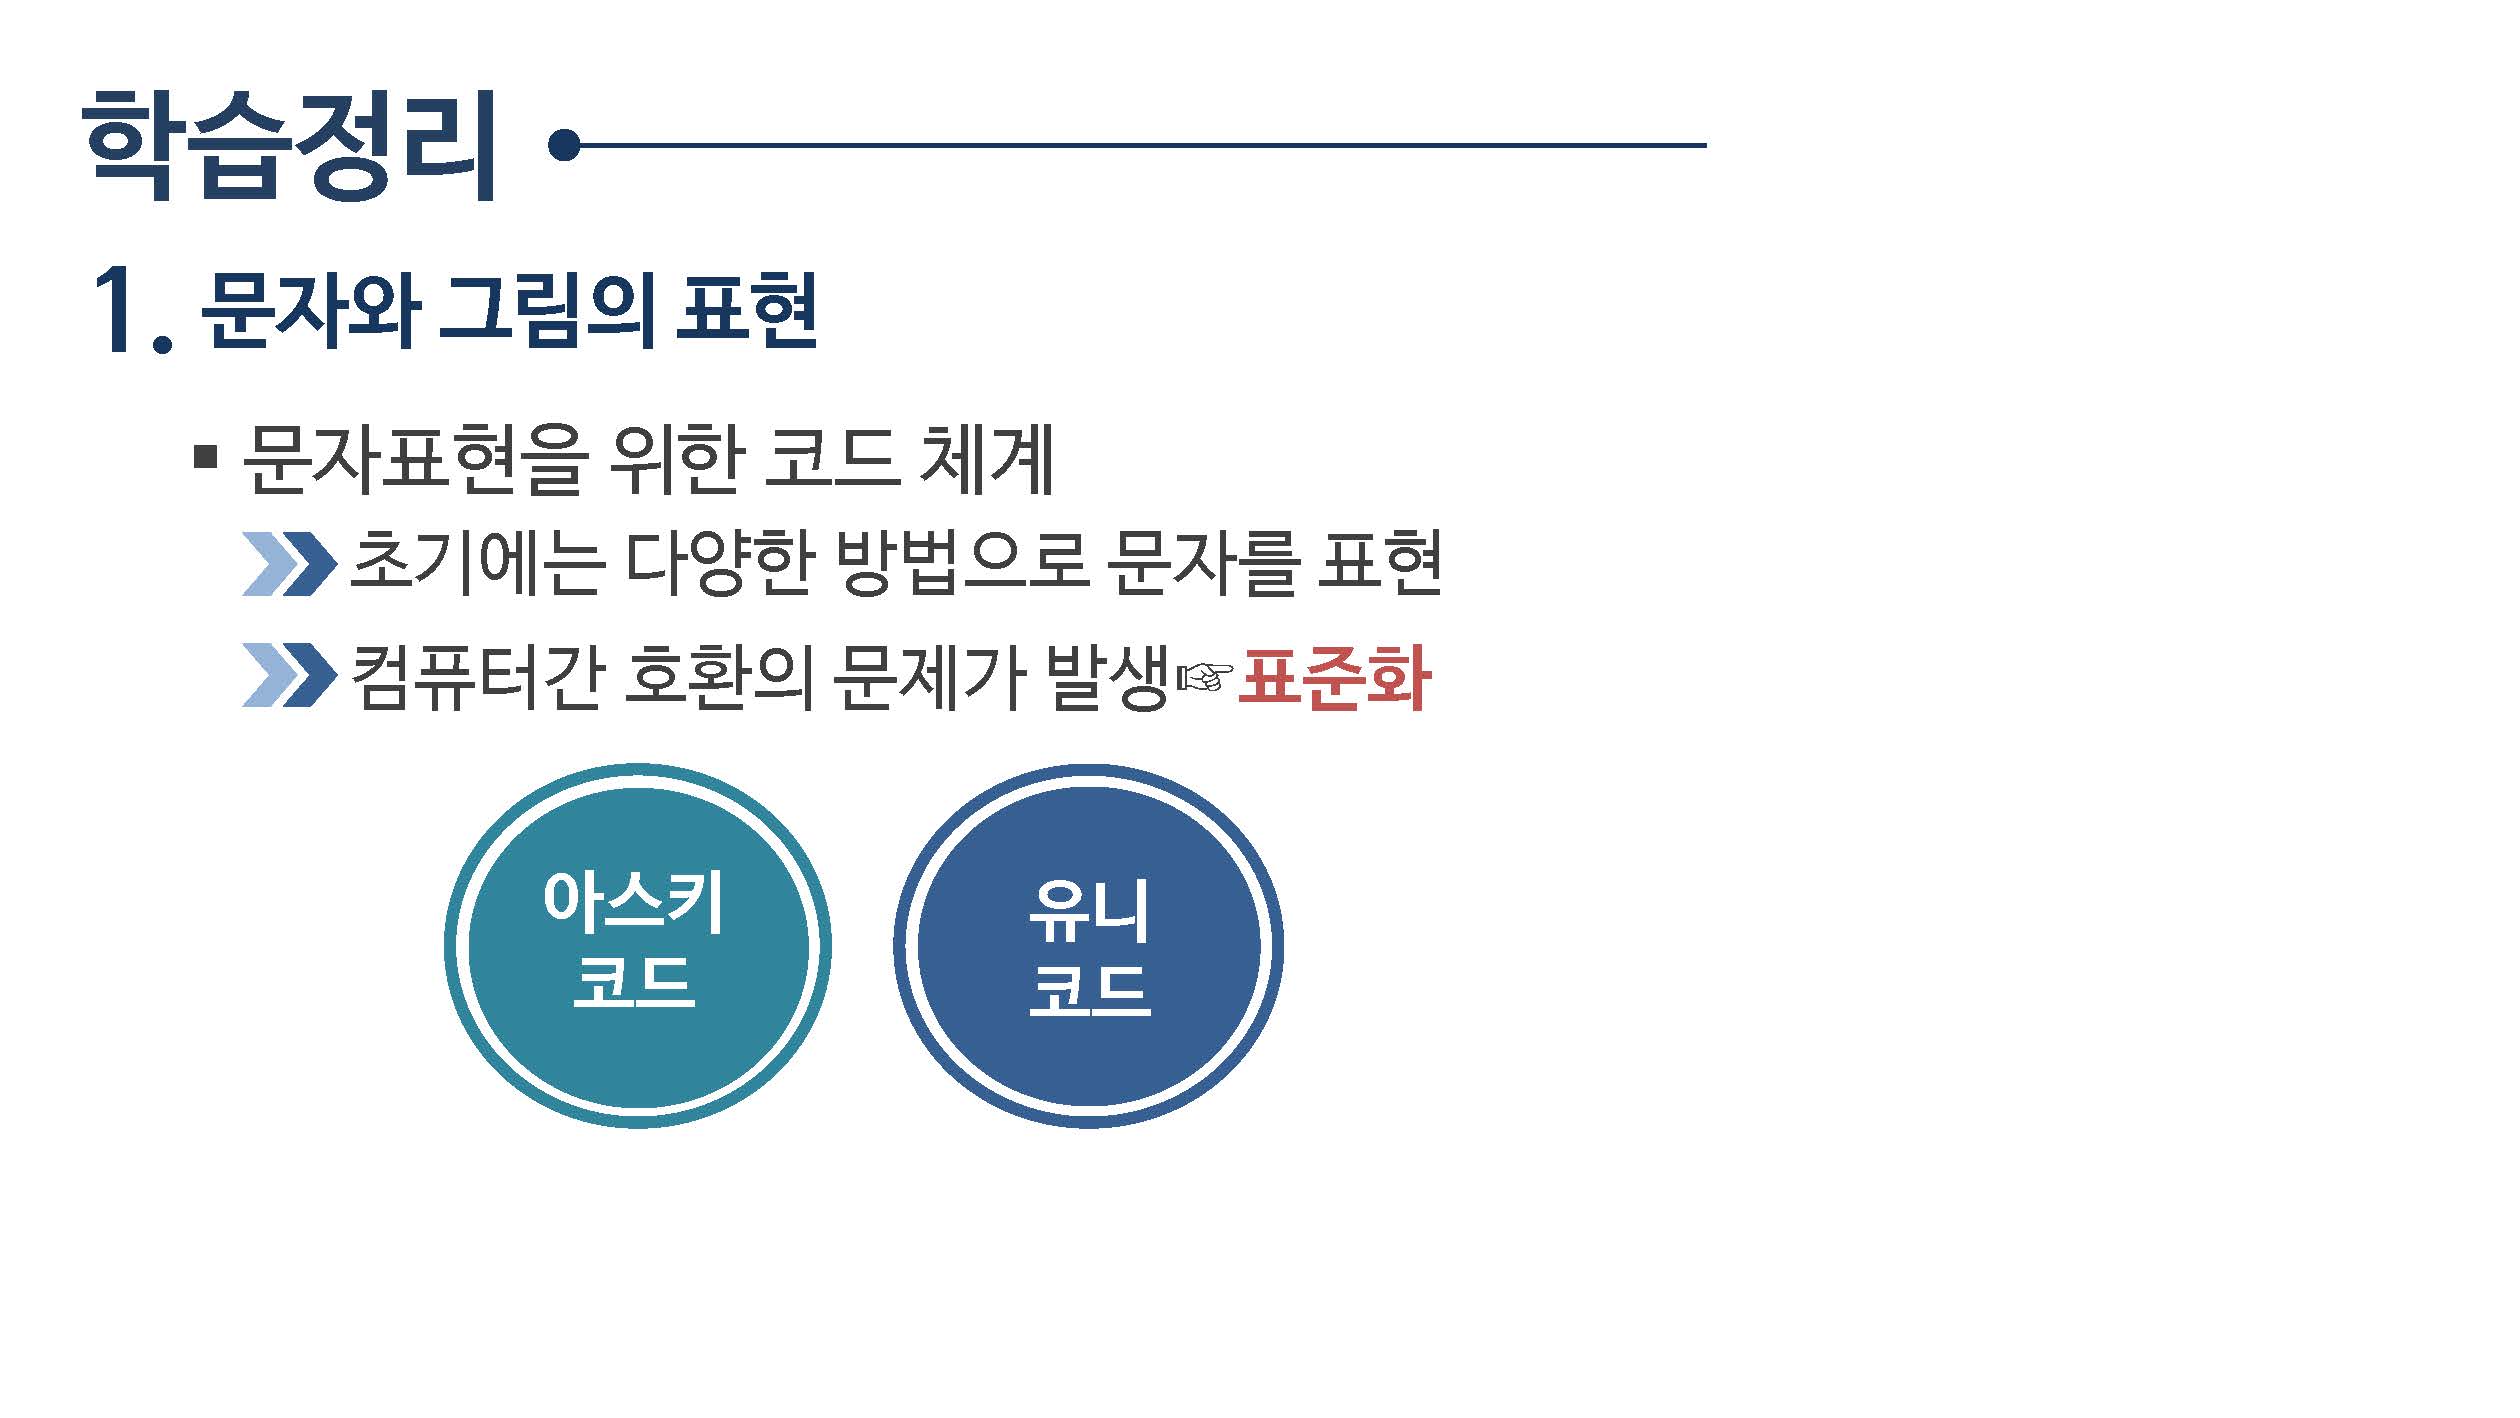 학습정리
1. 문자와 그림의 표현
▪ 문자표현을 위한 코드 체계
초기에는 다양한 방법으로 문자를 표현
컴퓨터간 호환의 문제가 발생☞표준화
아스키
코드
유니
코드